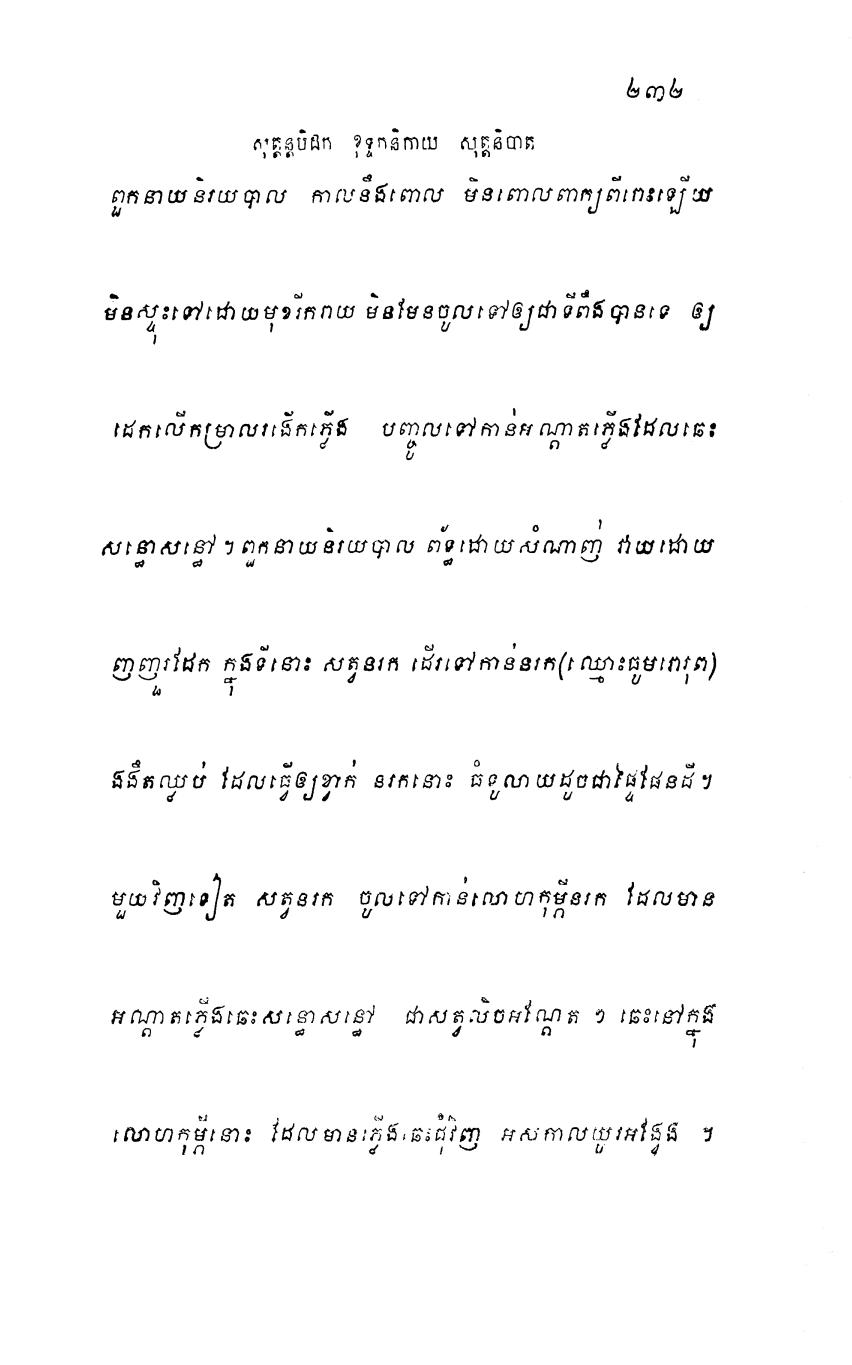 ២៣២
សុត្តន្តបិដក ខុទ្ទកនិកាយ សុត្តនិបាត
ពួកនាយនិរយបាល កាលនឹងពោល មិនពោលពាក្យពីរោះឡើយ
មិនស្ទុះទៅដោយមុខរីករាយ មិនមែនចូលទៅឲ្យជាទីពឹងបានទេ ឲ្យ
ដេកលើកម្រាលរងើកភ្លើង បញ្ចូលទៅកាន់អណ្តាតភ្លើងដែលឆេះ
សន្ធោសន្ធៅ ។ ពួកនាយនិរយបាល ព័ទ្ធដោយសំណាញ់ វាយដោយ
ញញួរដែក ក្នុងទីនោះ សត្វនរក ដើរទៅកាន់នរក(ឈ្មោះធូមរោរុព)
ងងឹតឈ្ងប់ ដែលធ្វើឲ្យខ្វាក់ នរកនោះ ធំទូលាយដូចជាផ្ទៃផែនដី ។
មួយវិញទៀត សត្វនរក ចូលទៅកាន់លោហកុម្ភីនរក ដែលមាន
អណ្តាតភ្លើងឆេះសន្ធោសន្ធៅ ជាសត្វលិចអណ្តែត ៗ ឆេះនៅក្នុង
លោហកុម្ភីនោះ ដែលមានភ្លើងឆេះជុំវិញ អស់កាលយូរអង្វែង ។